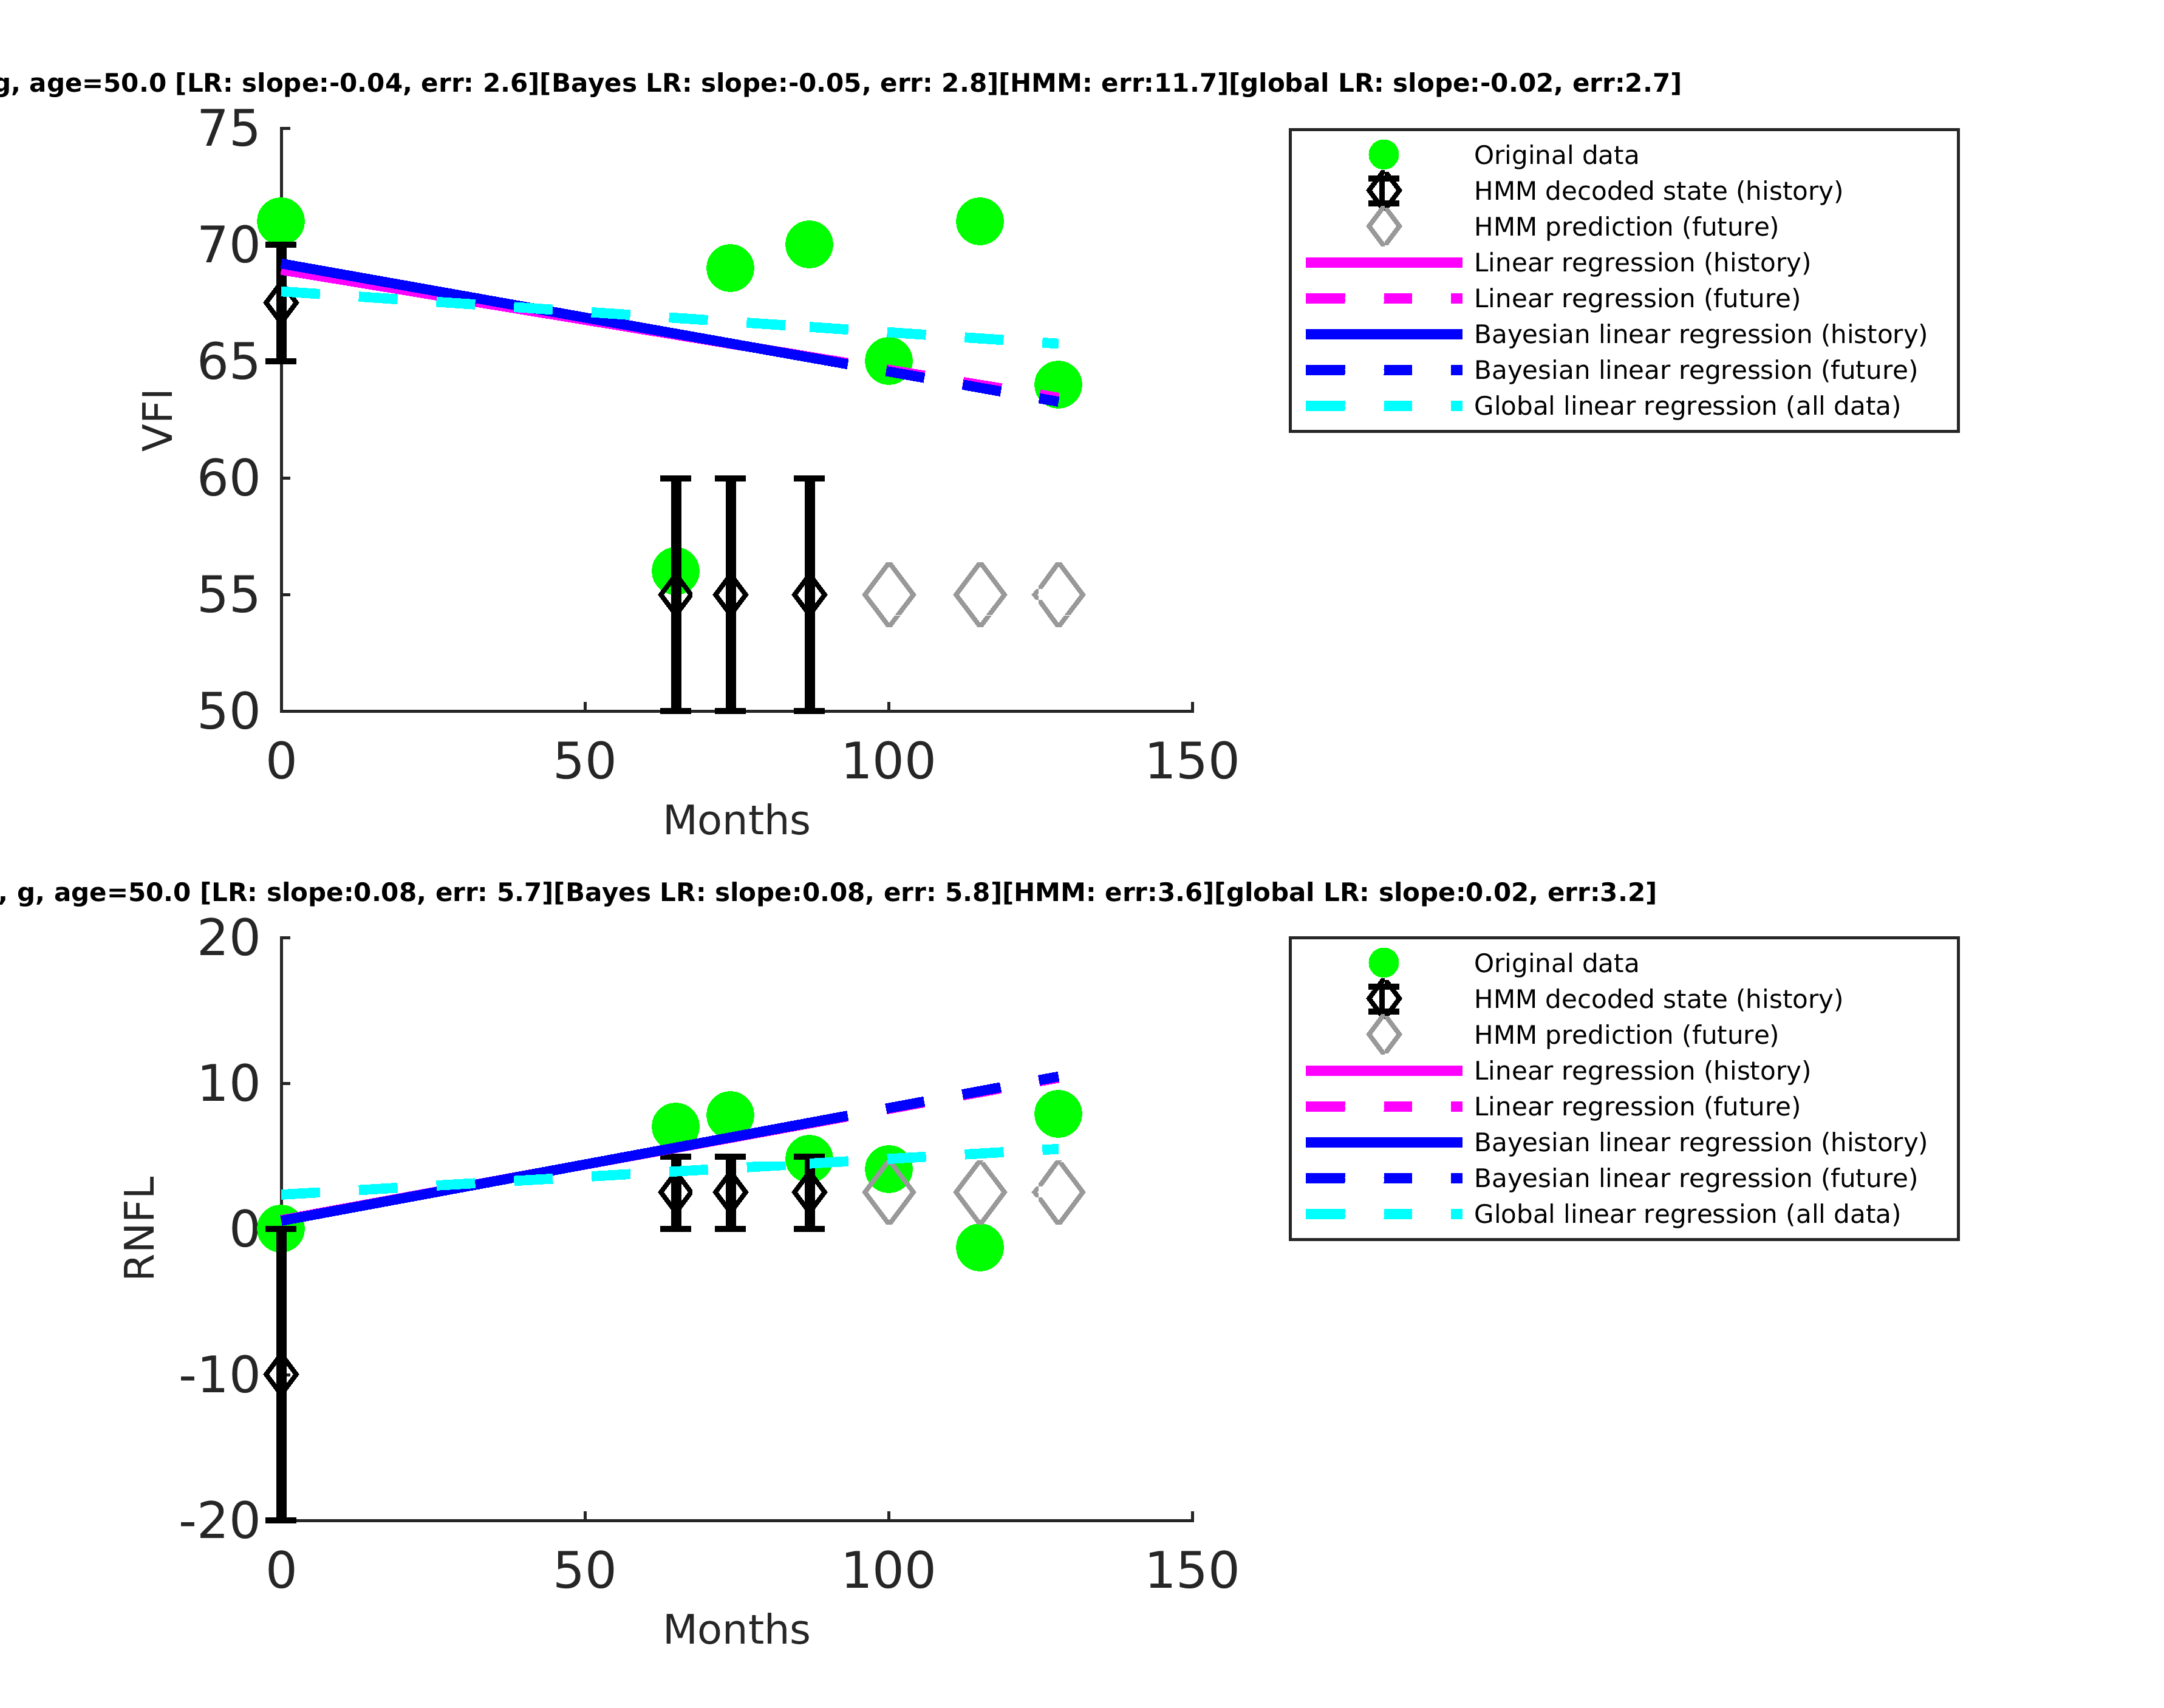 g, age=50.0 [LR: slope:-0.04, err: 2.6][Bayes LR: slope:-0.05, err: 2.8][HMM: err:11.7][global LR: slope:-0.02, err:2.7]
75
70
65
60
55
50
VFI
0 50 100 150
Months
Original data
HMM decoded state (history)
HMM prediction (future)
Linear regression (history)
Linear regression (future)
Bayesian linear regression (history)
Bayesian linear regression (future)
Global linear regression (all data)
, g, age=50.0 [LR: slope:0.08, err: 5.7][Bayes LR: slope:0.08, err: 5.8][HMM: err:3.6][global LR: slope:0.02, err:3.2]
20
10
0
-10
-20
RNFL
0 50 100 150
Months
Original data
HMM decoded state (history)
HMM prediction (future)
Linear regression (history)
Linear regression (future)
Bayesian linear regression (history)
Bayesian linear regression (future)
Global linear regression (all data)